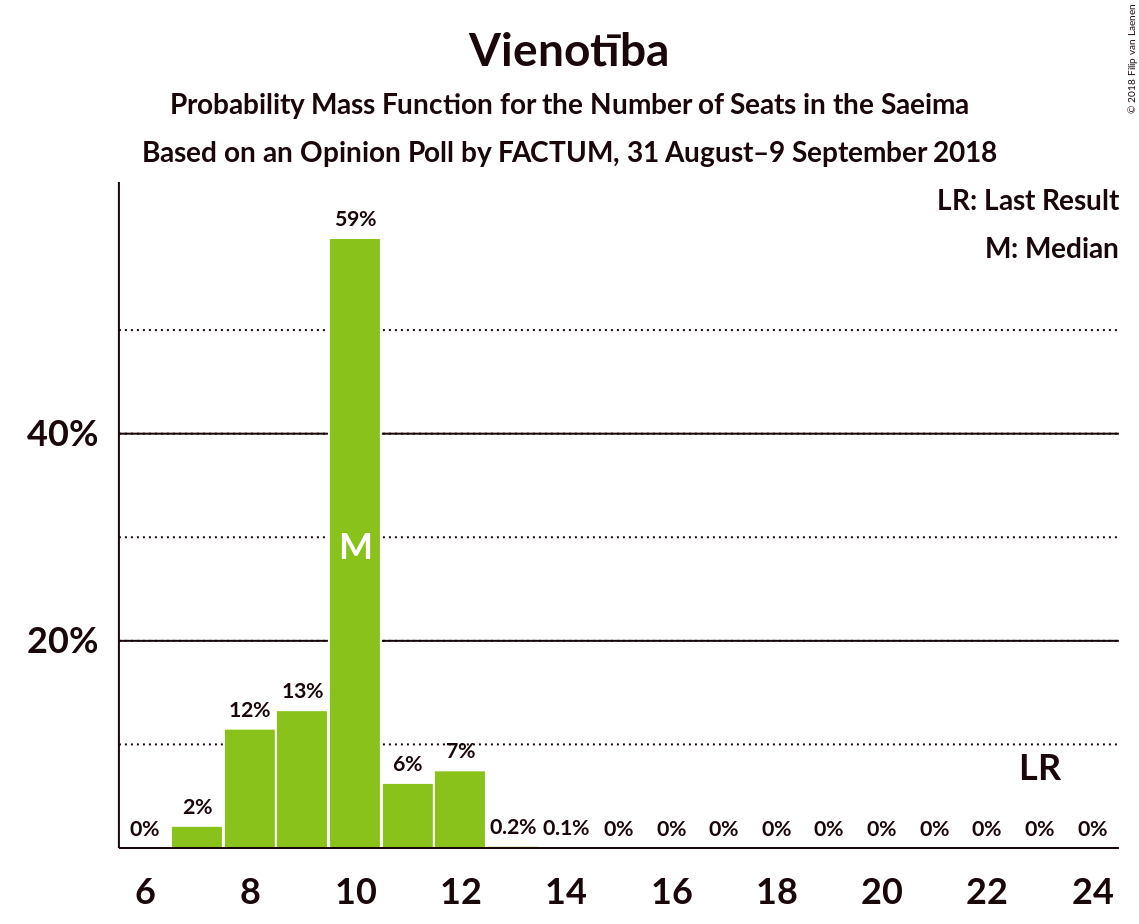 Vienotība
Probability Mass Function for the Number of Seats in the Saeima
Based on an Opinion Poll by FACTUM, 31 August–9 September 2018
© 2018 Filip van Laenen
LR: Last Result
M: Median
59%
40%
M
20%
13%
12%
7%
6%
LR
2%
0% 0.2% 0.1% 0% 0% 0% 0% 0% 0% 0% 0% 0% 0%
6 8 10 12 14 16 18 20 22 24